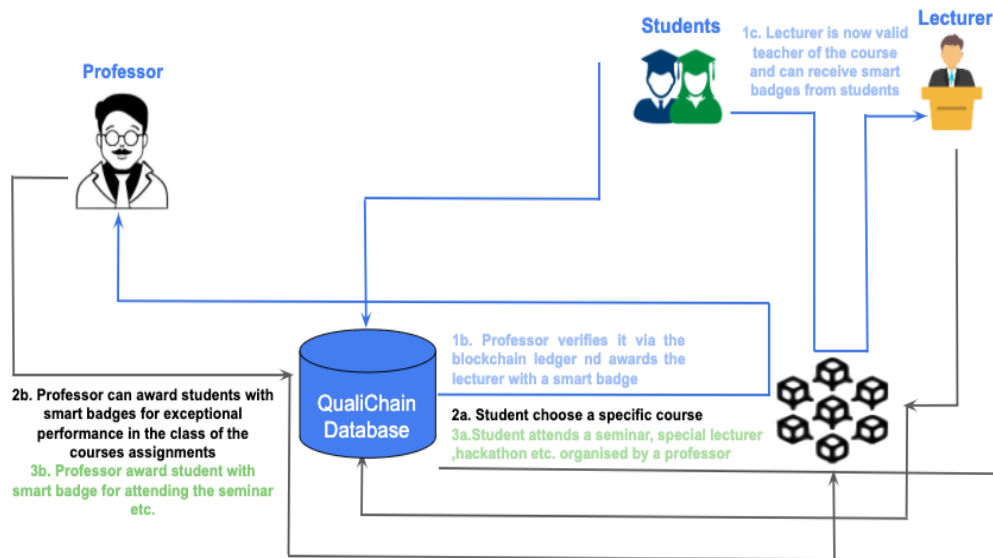 Lecturer
Students
1c. Lecturer is now valid
teacher of the course
and can receive smart
badges from students
Professor
1b. Professor verifies it via the
blockchain ledger nd awards the
lecturer with a smart badge
QualiChain
Database
2a. Student choose a specific course
3a.Student attends a seminar, special lecturer
,hackathon etc. organised by a professor
2b. Professor can award students with
smart badges for exceptional
performance in the class of the
courses assignments
3b. Professor award student with
smart badge for attending the seminar
etc.